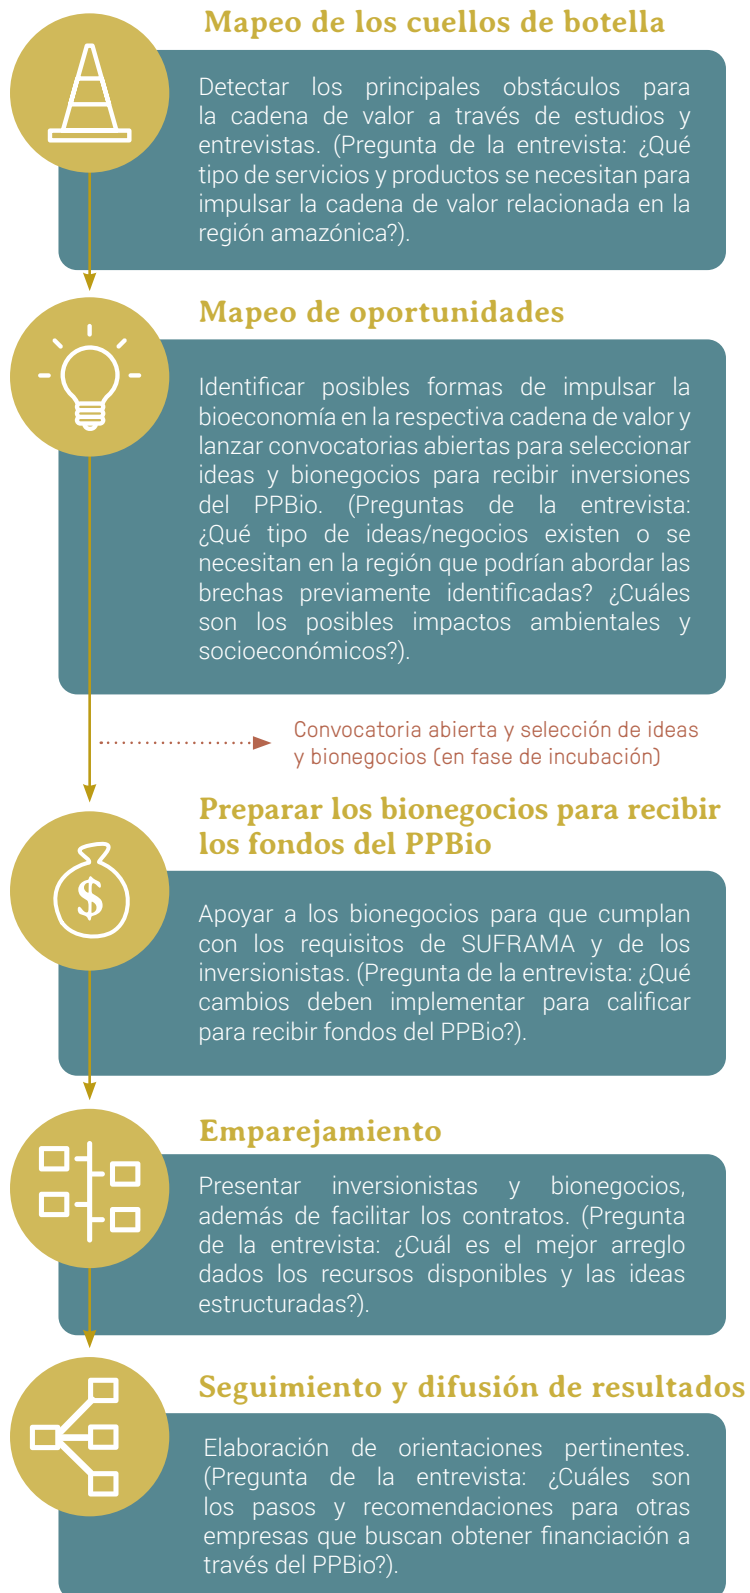 Mapeo de los cuellos de botella
Detectar los principales obstáculos para
la cadena de valor a través de estudios y
entrevistas. (Pregunta de la entrevista: ¿Qué
tipo de servicios y productos se necesitan para
impulsar la cadena de valor relacionada en la
región amazónica?).
Mapeo de oportunidades
Identificar posibles formas de impulsar la
bioeconomía en la respectiva cadena de valor y
lanzar convocatorias abiertas para seleccionar
ideas y bionegocios para recibir inversiones
del PPBio. (Preguntas de la entrevista:
¿Qué tipo de ideas/negocios existen o se
necesitan en la región que podrían abordar las
brechas previamente identificadas? ¿Cuáles
son los posibles impactos ambientales y
socioeconómicos?).
Convocatoria abierta y selección de ideas
y bionegocios (en fase de incubación)
Preparar los bionegocios para recibir
los fondos del PPBio
$
Apoyar a los bionegocios para que cumplan
con los requisitos de SUFRAMA y de los
inversionistas. (Pregunta de la entrevista: ¿Qué
cambios deben implementar para calificar
para recibir fondos del PPBio?).
Emparejamiento
Presentar inversionistas y bionegocios,
además de facilitar los contratos. (Pregunta
de la entrevista: ¿Cuál es el mejor arreglo
dados los recursos disponibles y las ideas
estructuradas?).
Seguimiento y difusión de resultados
Elaboración de orientaciones pertinentes.
(Pregunta de la entrevista: ¿Cuáles son
los pasos y recomendaciones para otras
empresas que buscan obtener financiación a
través del PPBio?).